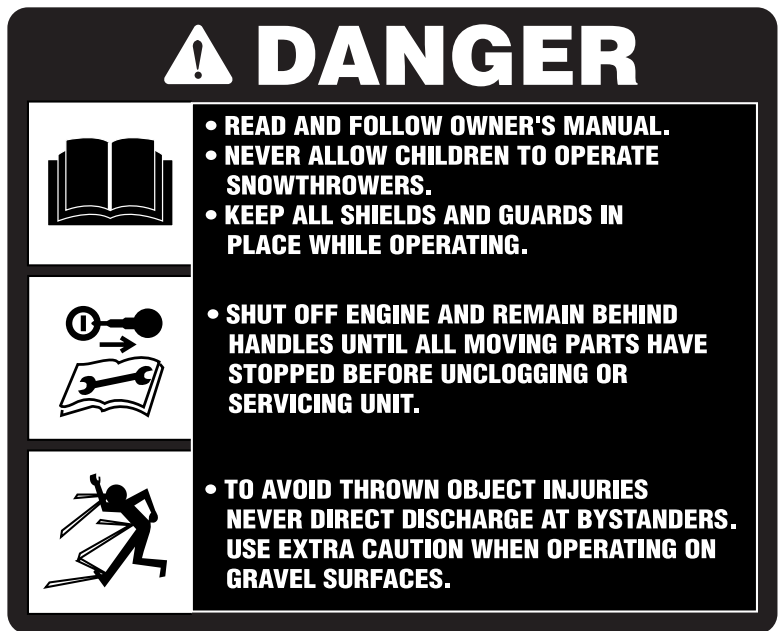 DANGER
• READ AND FOLLOW OWNER'S MANUAL.
• NEVER ALLOW CHILDREN TO OPERATE
SNOWTHROWERS.
• KEEP ALL SHIELDS AND GUARDS IN
PLACE WHILE OPERATING.
• SHUT OFF ENGINE AND REMAIN BEHIND
HANDLES UNTIL ALL MOVING PARTS HAVE
STOPPED BEFORE UNCLOGGING OR
SERVICING UNIT.
• TO AVOID THROWN OBJECT INJURIES
NEVER DIRECT DISCHARGE AT BYSTANDERS.
USE EXTRA CAUTION WHEN OPERATING ON
GRAVEL SURFACES.